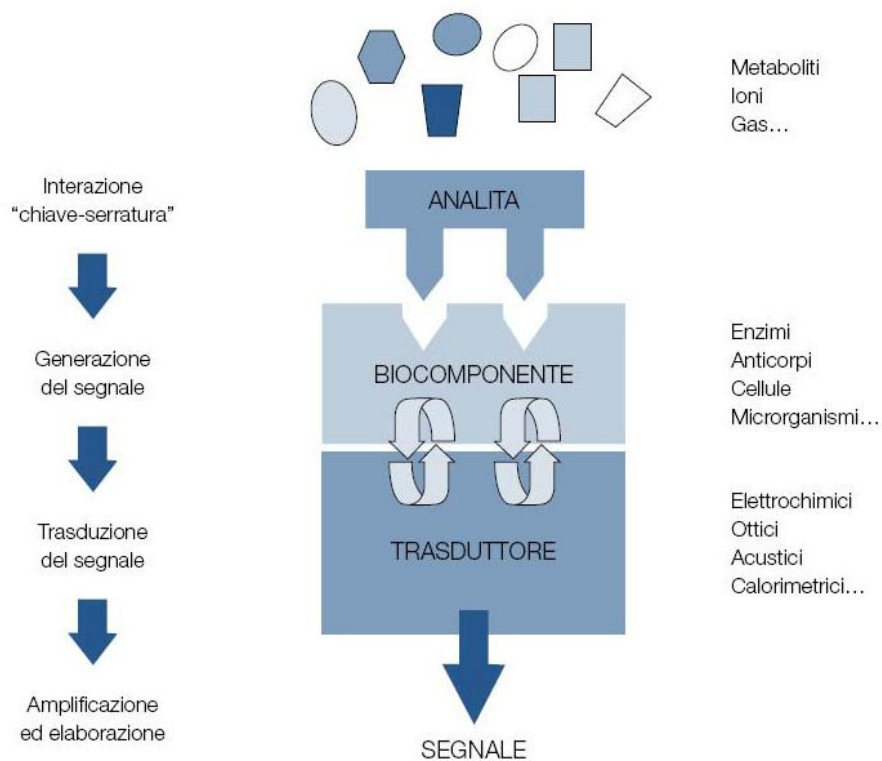 Metaboliti
Ioni
Gas…
Interazione
“chiave-serratura”
ANALITA
Generazione
del segnale
BIOCOMPONENTE
Enzimi
Anticorpi
Cellule
Microrganismi…
Trasduzione
del segnale
TRASDUTTORE
Elettrochimici
Ottici
Acustici
Calorimetrici…
Amplificazione
ed elaborazione
SEGNALE